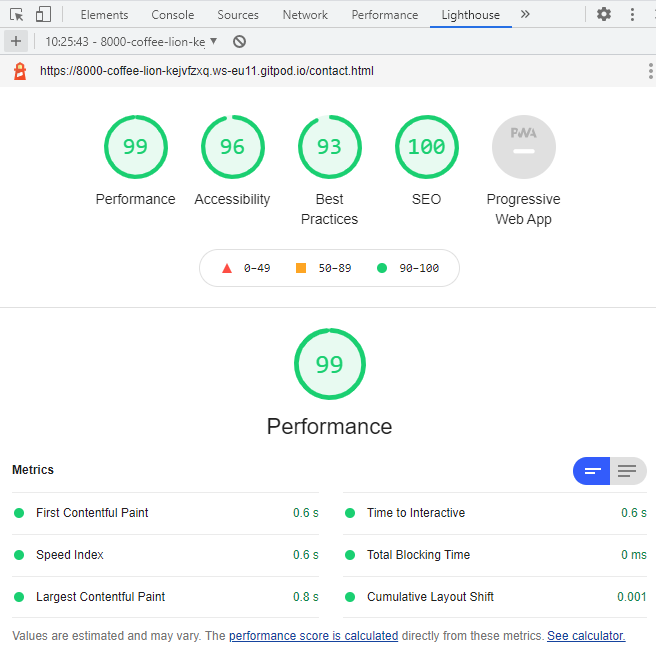 Elements Console Sources Network Performance Lighthouse »
+ 10:25:43 - 8000-coffee-lion-ke
https://8000-coffee-lion-kejvfzxq.ws-eu11.gitpod.io/contact.html
99 96 93 100 PWA
Performance Accessibility Best Practices SEO Progressive Web App
0–49 50–89 90–100
99
Performance
Metrics
First Contentful Paint 0.6 s Time to Interactive 0.6 s
Speed Index 0.6 s Total Blocking Time 0 ms
Largest Contentful Paint 0.8 s Cumulative Layout Shift 0.001
Values are estimated and may vary. The performance score is calculated directly from these metrics. See calculator.